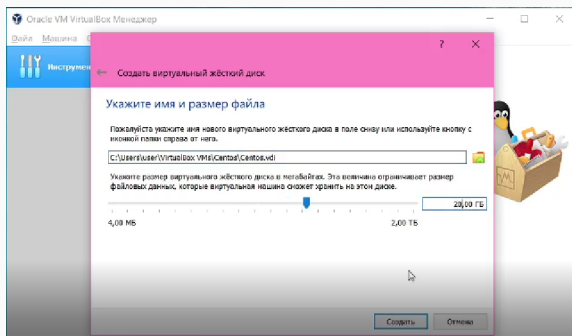 Oracle VM VirtualBox Менеджер
Файл Машина
Инструмен
? ×
Создать виртуальный жёсткий диск
Укажите имя и размер файла
Пожалуйста укажите имя нового виртуального жёсткого диска в поле снизу или используйте кнопку с
иконкой папки справа от него.
C:\Users\user\VirtualBox VMs\Centos\Centos.vdi
Укажите размер виртуального жёсткого диска в мегабайтах. Эта величина ограничивает размер
файловых данных, которые виртуальная машина сможет хранить на этом диске.
20,00 ГБ
4,00 МБ 2,00 ТБ
Создать Отмена